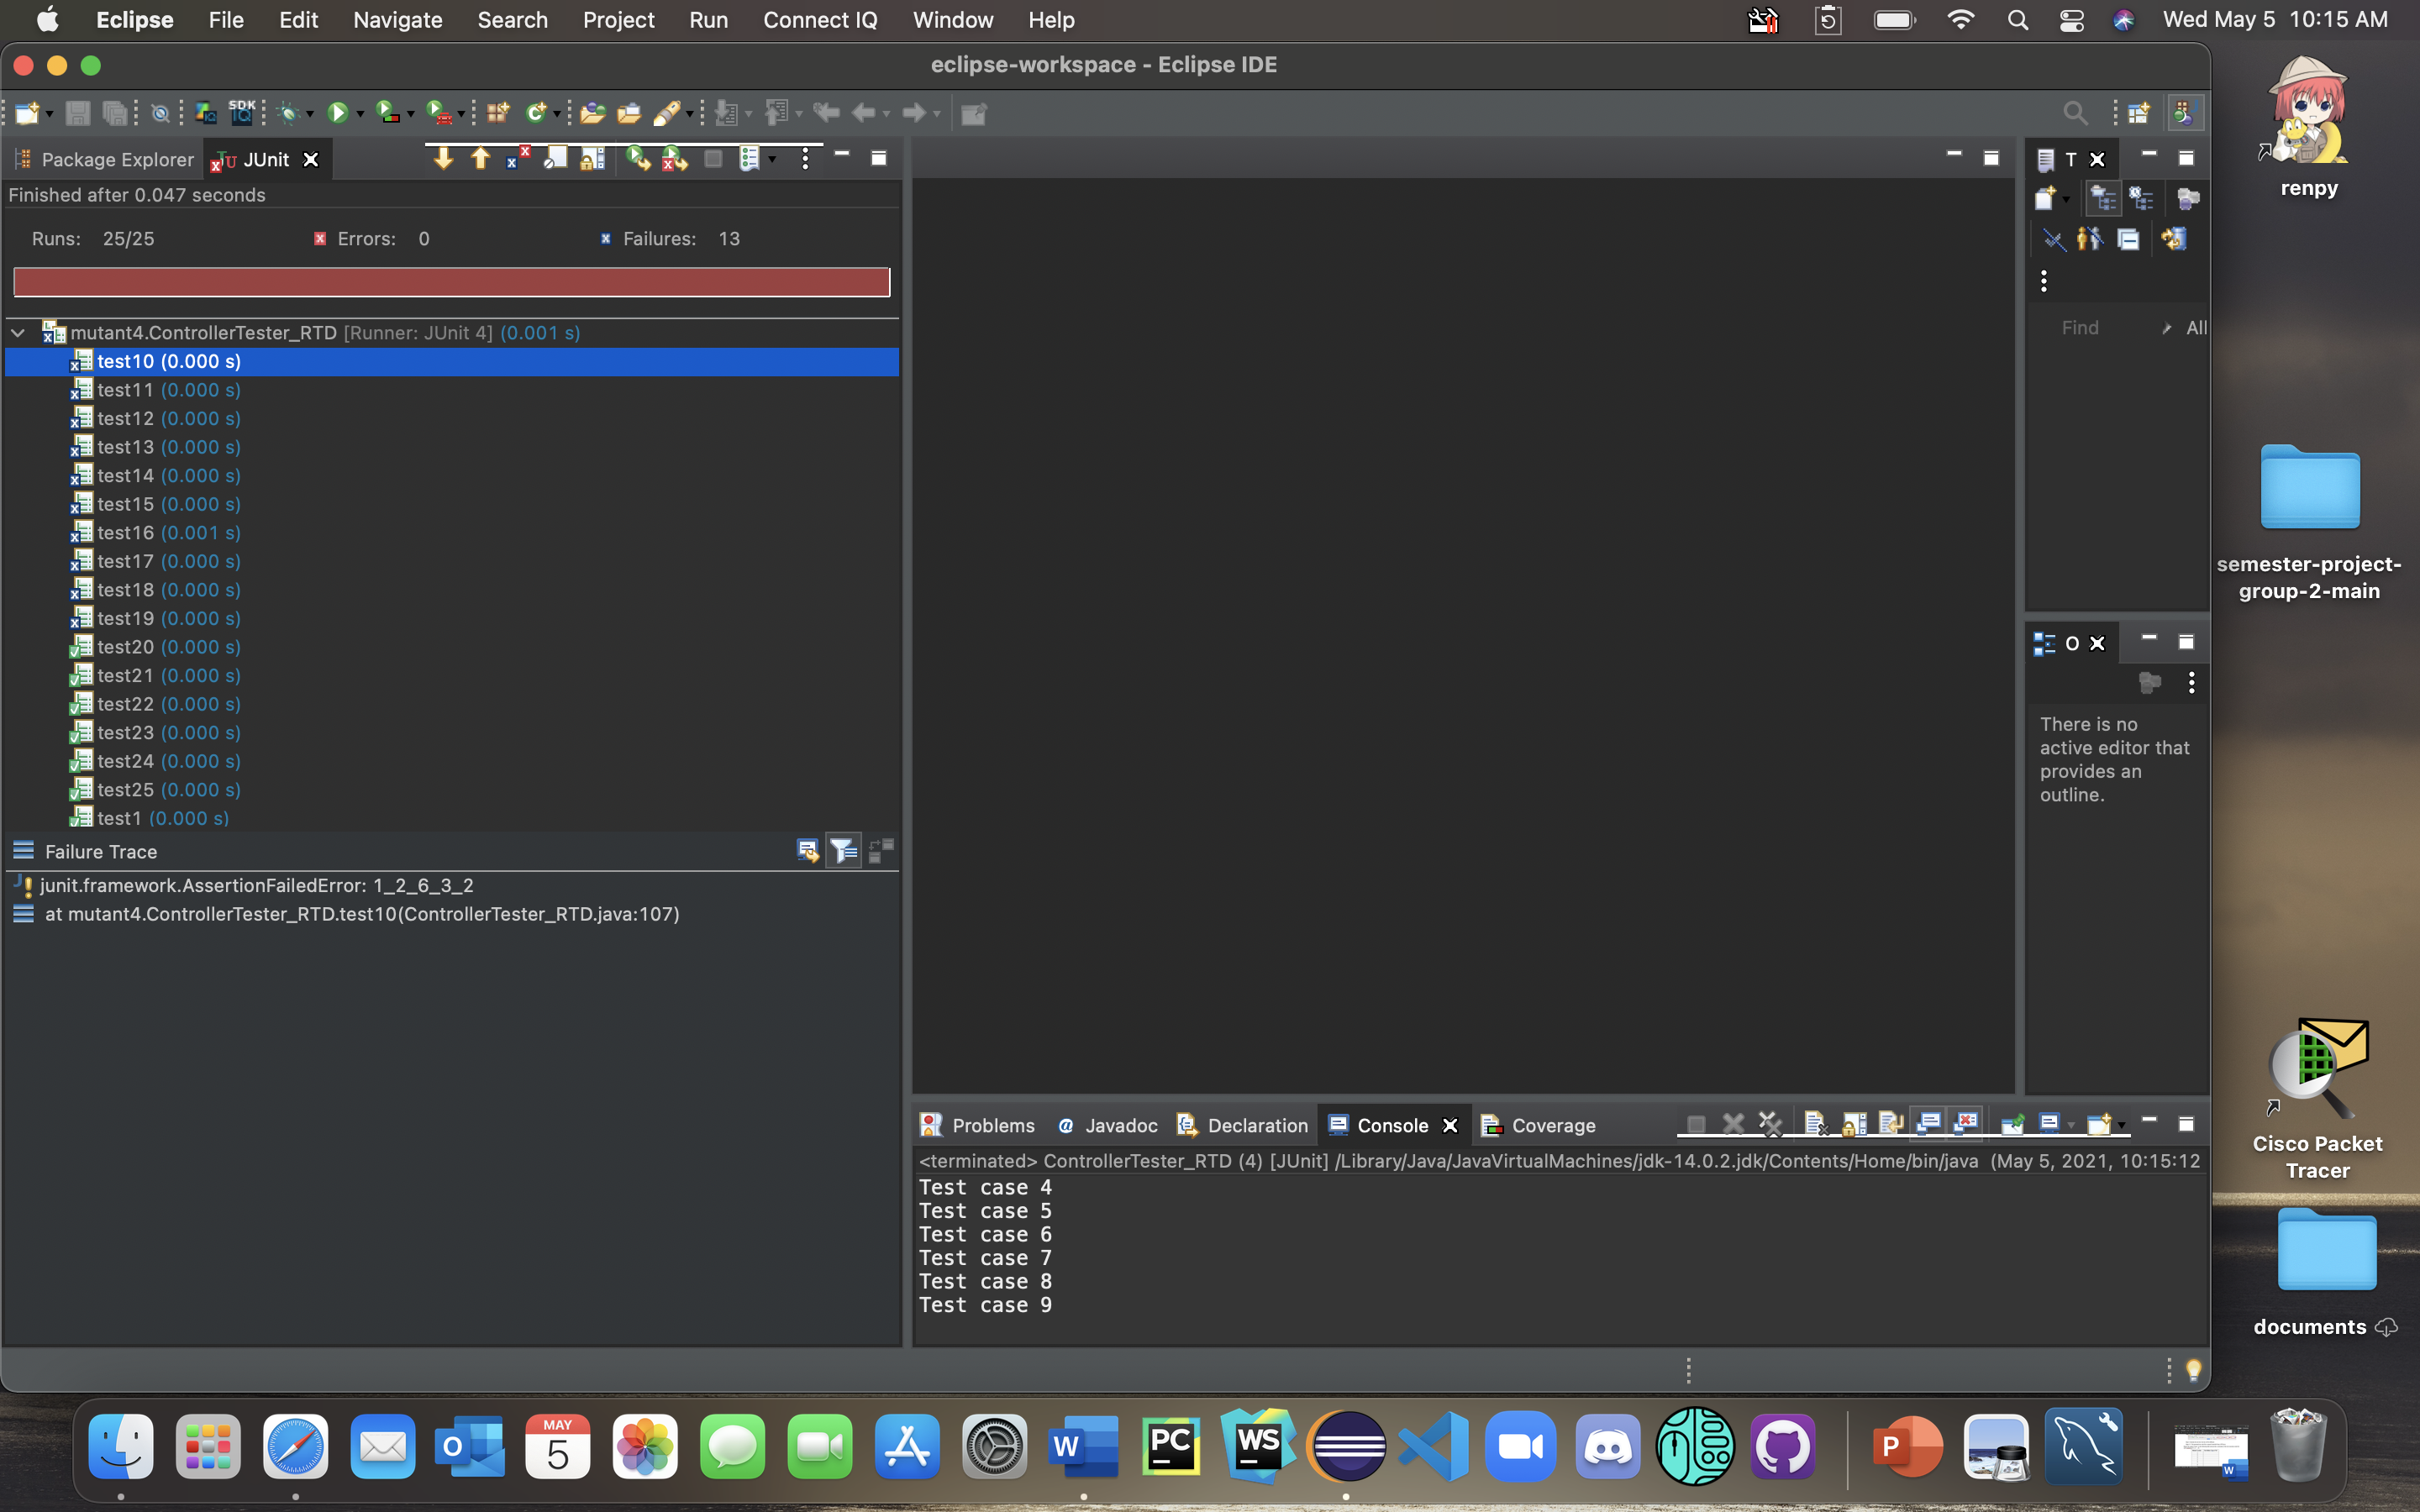 Eclipse File Edit Navigate Search Project Run Connect IQ Window Help Wed May 5 10:15 AM
eclipse-workspace - Eclipse IDE
SDK
IQ
Package Explorer JUnit
T
Finished after 0.047 seconds
Runs: 25/25 Errors: 0 Failures: 13
Find All
mutant4.ControllerTester_RTD [Runner: JUnit 4] (0.001 s)
test10 (0.000 s)
test11 (0.000 s)
test12 (0.000 s)
test13 (0.000 s)
test14 (0.000 s)
test15 (0.000 s)
test16 (0.001 s)
test17 (0.000 s)
test18 (0.000 s)
test19 (0.000 s)
test20 (0.000 s)
test21 (0.000 s)
test22 (0.000 s)
test23 (0.000 s)
test24 (0.000 s)
test25 (0.000 s)
test1 (0.000 s)
Failure Trace
junit.framework.AssertionFailedError: 1_2_6_3_2
at mutant4.ControllerTester_RTD.test10(ControllerTester_RTD.java:107)
O
There is no
active editor that
provides an
outline.
Problems Javadoc Declaration Console Coverage
<terminated> ControllerTester_RTD (4) [JUnit] /Library/Java/JavaVirtualMachines/jdk-14.0.2.jdk/Contents/Home/bin/java (May 5, 2021, 10:15:12
Test case 4
Test case 5
Test case 6
Test case 7
Test case 8
Test case 9
renpy
semester-project-
group-2-main
Cisco Packet
Tracer
documents
MAY
5
O
W
PC
WS
P
W